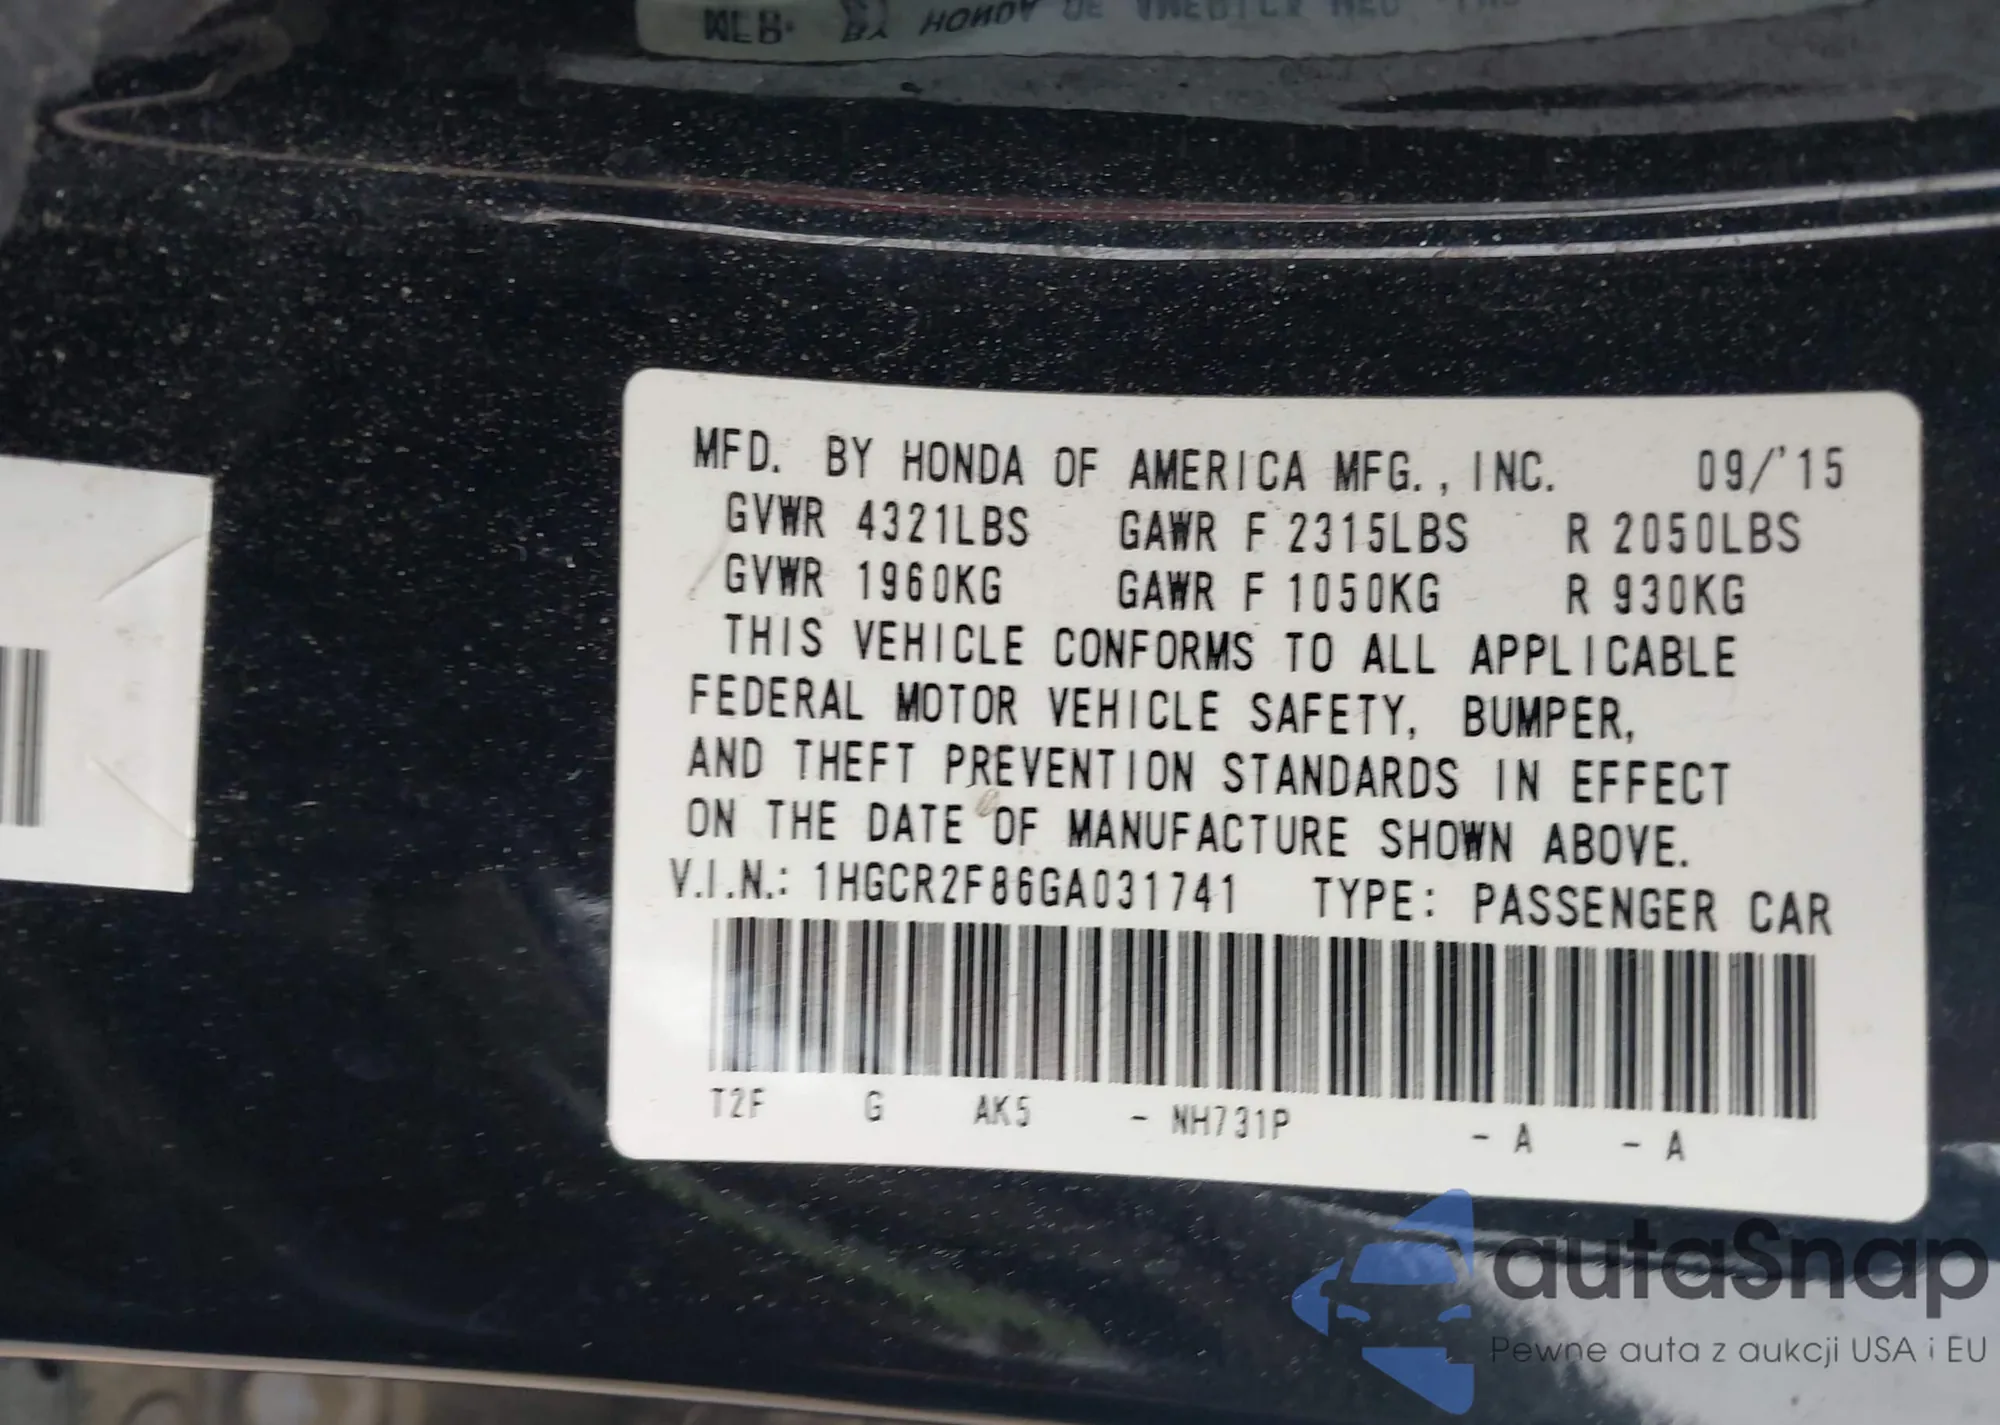 MFD. BY HONDA OF AMERICA MFG., INC. 09/'15
GVWR 4321LBS GAWR F 2315LBS R 2050LBS
GVWR 1960KG GAWR F 1050KG R 930KG
THIS VEHICLE CONFORMS TO ALL APPLICABLE
FEDERAL MOTOR VEHICLE SAFETY, BUMPER,
AND THEFT PREVENTION STANDARDS IN EFFECT
ON THE DATE OF MANUFACTURE SHOWN ABOVE.
V.I.N.: 1HGCR2F86GA031741 TYPE: PASSENGER CAR
T2F G AK5 - NH731P - A - A
autaSnap
Pewne auta z aukcji USA i EU